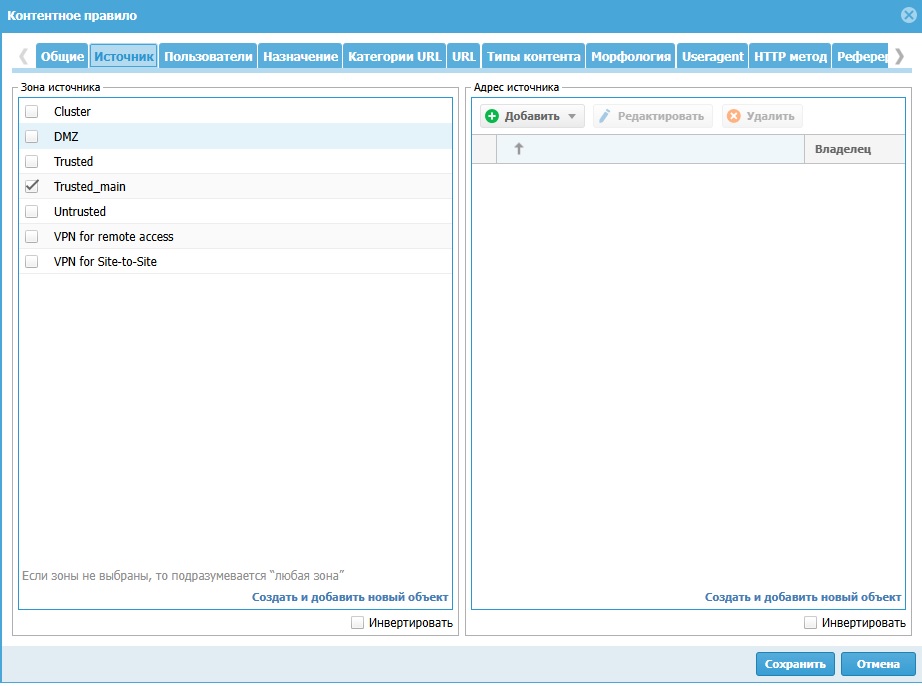 Контентное правило
Общие Источник Пользователи Назначение Категории URL URL Типы контента Морфология Useragent HTTP метод Рефере
Зона источника
Cluster
DMZ
Trusted
Trusted_main
Untrusted
VPN for remote access
VPN for Site-to-Site
Если зоны не выбраны, то подразумевается “любая зона”
Создать и добавить новый объект
Инвертировать
Адрес источника
Добавить Редактировать Удалить
Владелец
Создать и добавить новый объект
Инвертировать
Сохранить Отмена